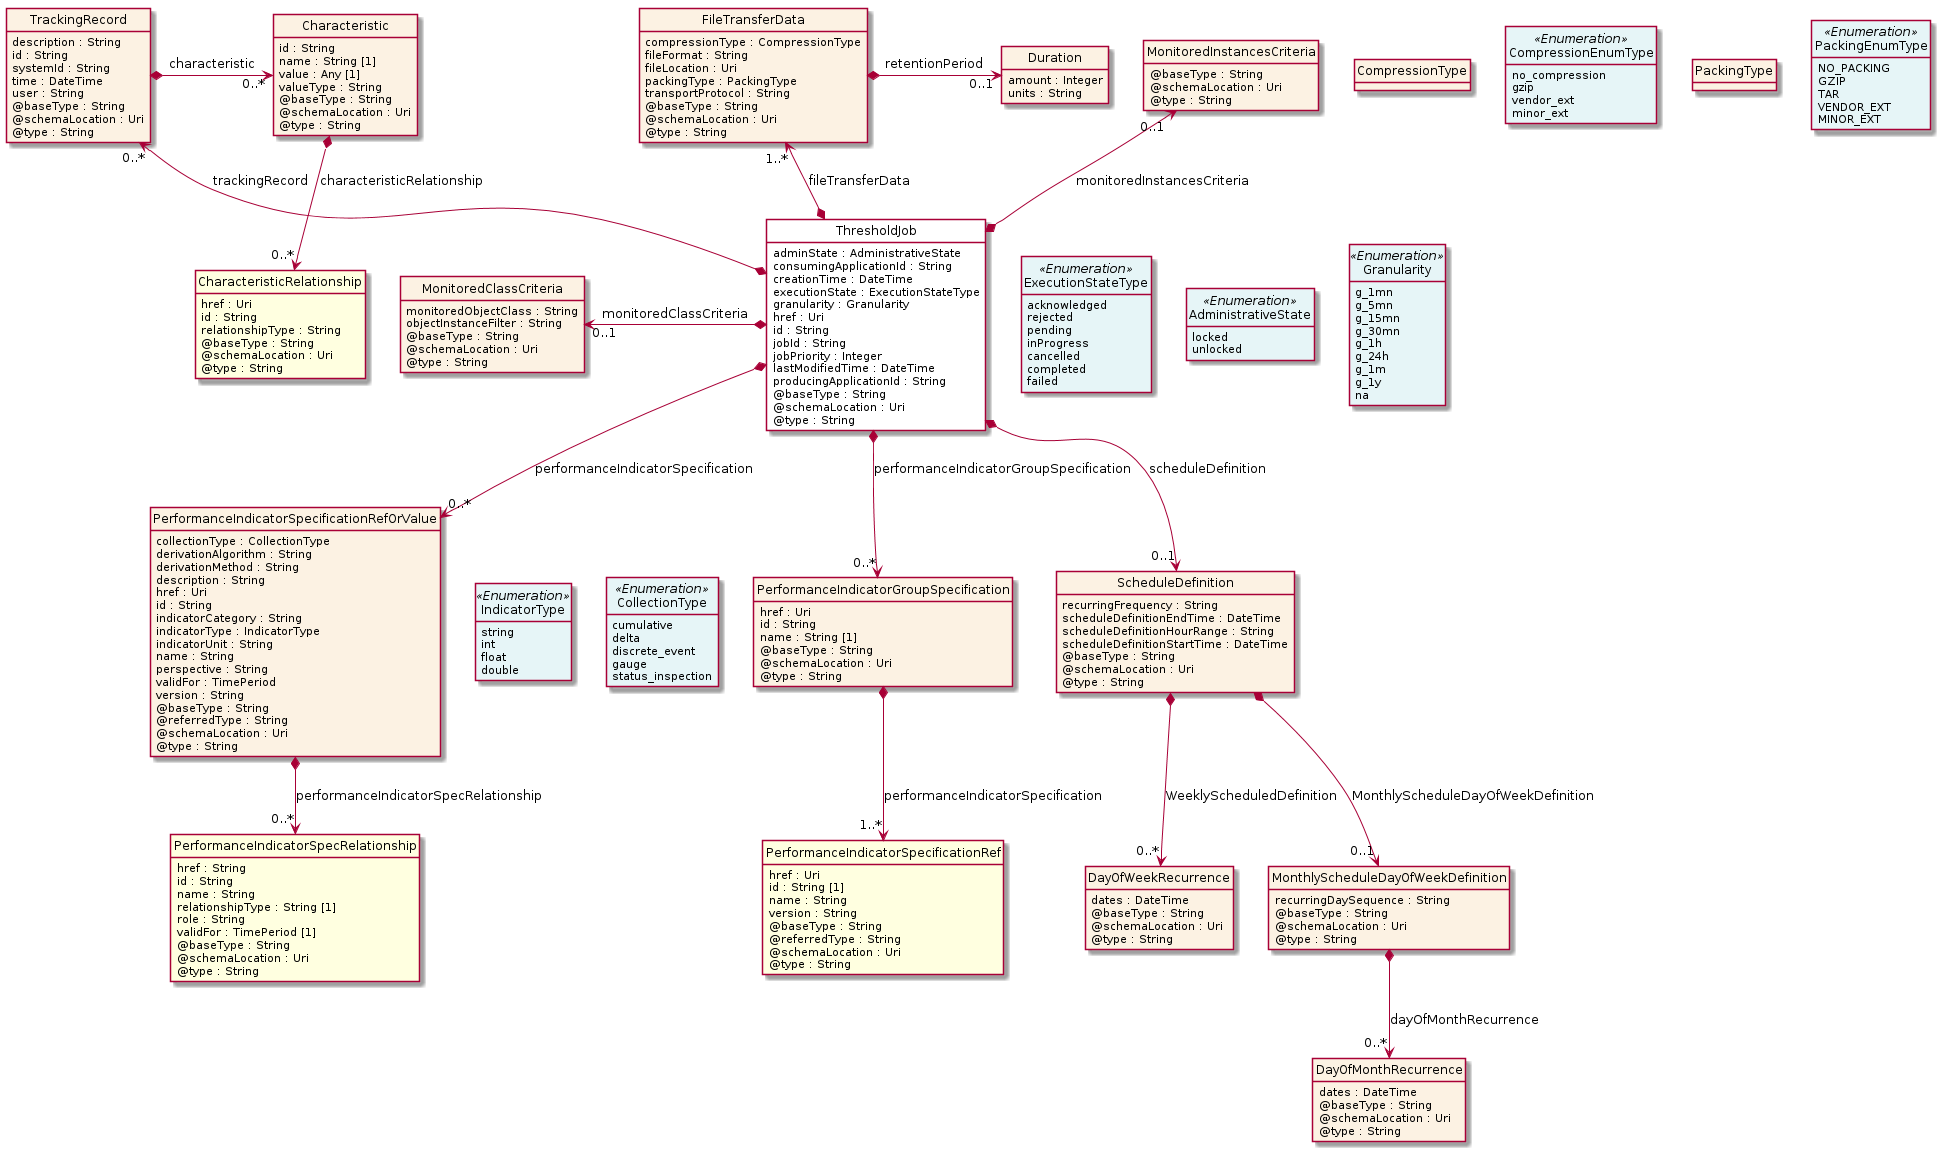 TrackingRecord
description : String
id : String
systemId : String
time : DateTime
user : String
@baseType : String
@schemaLocation : Uri
@type : String
characteristic
0..*
Characteristic
id : String
name : String [1]
value : Any [1]
valueType : String
@baseType : String
@schemaLocation : Uri
@type : String
FileTransferData
compressionType : CompressionType
fileFormat : String
fileLocation : Uri
packingType : PackingType
transportProtocol : String
@baseType : String
@schemaLocation : Uri
@type : String
retentionPeriod
0..1
Duration
amount : Integer
units : String
MonitoredInstancesCriteria
@baseType : String
@schemaLocation : Uri
@type : String
CompressionType
«Enumeration»
CompressionEnumType
no_compression
gzip
vendor_ext
minor_ext
PackingType
«Enumeration»
PackingEnumType
NO_PACKING
GZIP
TAR
VENDOR_EXT
MINOR_EXT
0..*
trackingRecord
characteristicRelationship
0..*
1..*
fileTransferData
0..1
monitoredInstancesCriteria
CharacteristicRelationship
href : Uri
id : String
relationshipType : String
@baseType : String
@schemaLocation : Uri
@type : String
MonitoredClassCriteria
monitoredObjectClass : String
objectInstanceFilter : String
@baseType : String
@schemaLocation : Uri
@type : String
monitoredClassCriteria
0..1
ThresholdJob
adminState : AdministrativeState
consumingApplicationId : String
creationTime : DateTime
executionState : ExecutionStateType
granularity : Granularity
href : Uri
id : String
jobId : String
jobPriority : Integer
lastModifiedTime : DateTime
producingApplicationId : String
@baseType : String
@schemaLocation : Uri
@type : String
«Enumeration»
ExecutionStateType
acknowledged
rejected
pending
inProgress
cancelled
completed
failed
«Enumeration»
AdministrativeState
locked
unlocked
«Enumeration»
Granularity
g_1mn
g_5mn
g_15mn
g_30mn
g_1h
g_24h
g_1m
g_1y
na
performanceIndicatorSpecification
0..*
performanceIndicatorGroupSpecification
0..*
scheduleDefinition
0..1
PerformanceIndicatorSpecificationRefOrValue
collectionType : CollectionType
derivationAlgorithm : String
derivationMethod : String
description : String
href : Uri
id : String
indicatorCategory : String
indicatorType : IndicatorType
indicatorUnit : String
name : String
perspective : String
validFor : TimePeriod
version : String
@baseType : String
@referredType : String
@schemaLocation : Uri
@type : String
«Enumeration»
IndicatorType
string
int
float
double
«Enumeration»
CollectionType
cumulative
delta
discrete_event
gauge
status_inspection
PerformanceIndicatorGroupSpecification
href : Uri
id : String
name : String [1]
@baseType : String
@schemaLocation : Uri
@type : String
ScheduleDefinition
recurringFrequency : String
scheduleDefinitionEndTime : DateTime
scheduleDefinitionHourRange : String
scheduleDefinitionStartTime : DateTime
@baseType : String
@schemaLocation : Uri
@type : String
performanceIndicatorSpecRelationship
0..*
performanceIndicatorSpecification
1..*
WeeklyScheduledDefinition
0..*
MonthlyScheduleDayOfWeekDefinition
0..1
PerformanceIndicatorSpecRelationship
href : String
id : String
name : String
relationshipType : String [1]
role : String
validFor : TimePeriod [1]
@baseType : String
@schemaLocation : Uri
@type : String
PerformanceIndicatorSpecificationRef
href : Uri
id : String [1]
name : String
version : String
@baseType : String
@referredType : String
@schemaLocation : Uri
@type : String
DayOfWeekRecurrence
dates : DateTime
@baseType : String
@schemaLocation : Uri
@type : String
MonthlyScheduleDayOfWeekDefinition
recurringDaySequence : String
@baseType : String
@schemaLocation : Uri
@type : String
dayOfMonthRecurrence
0..*
DayOfMonthRecurrence
dates : DateTime
@baseType : String
@schemaLocation : Uri
@type : String